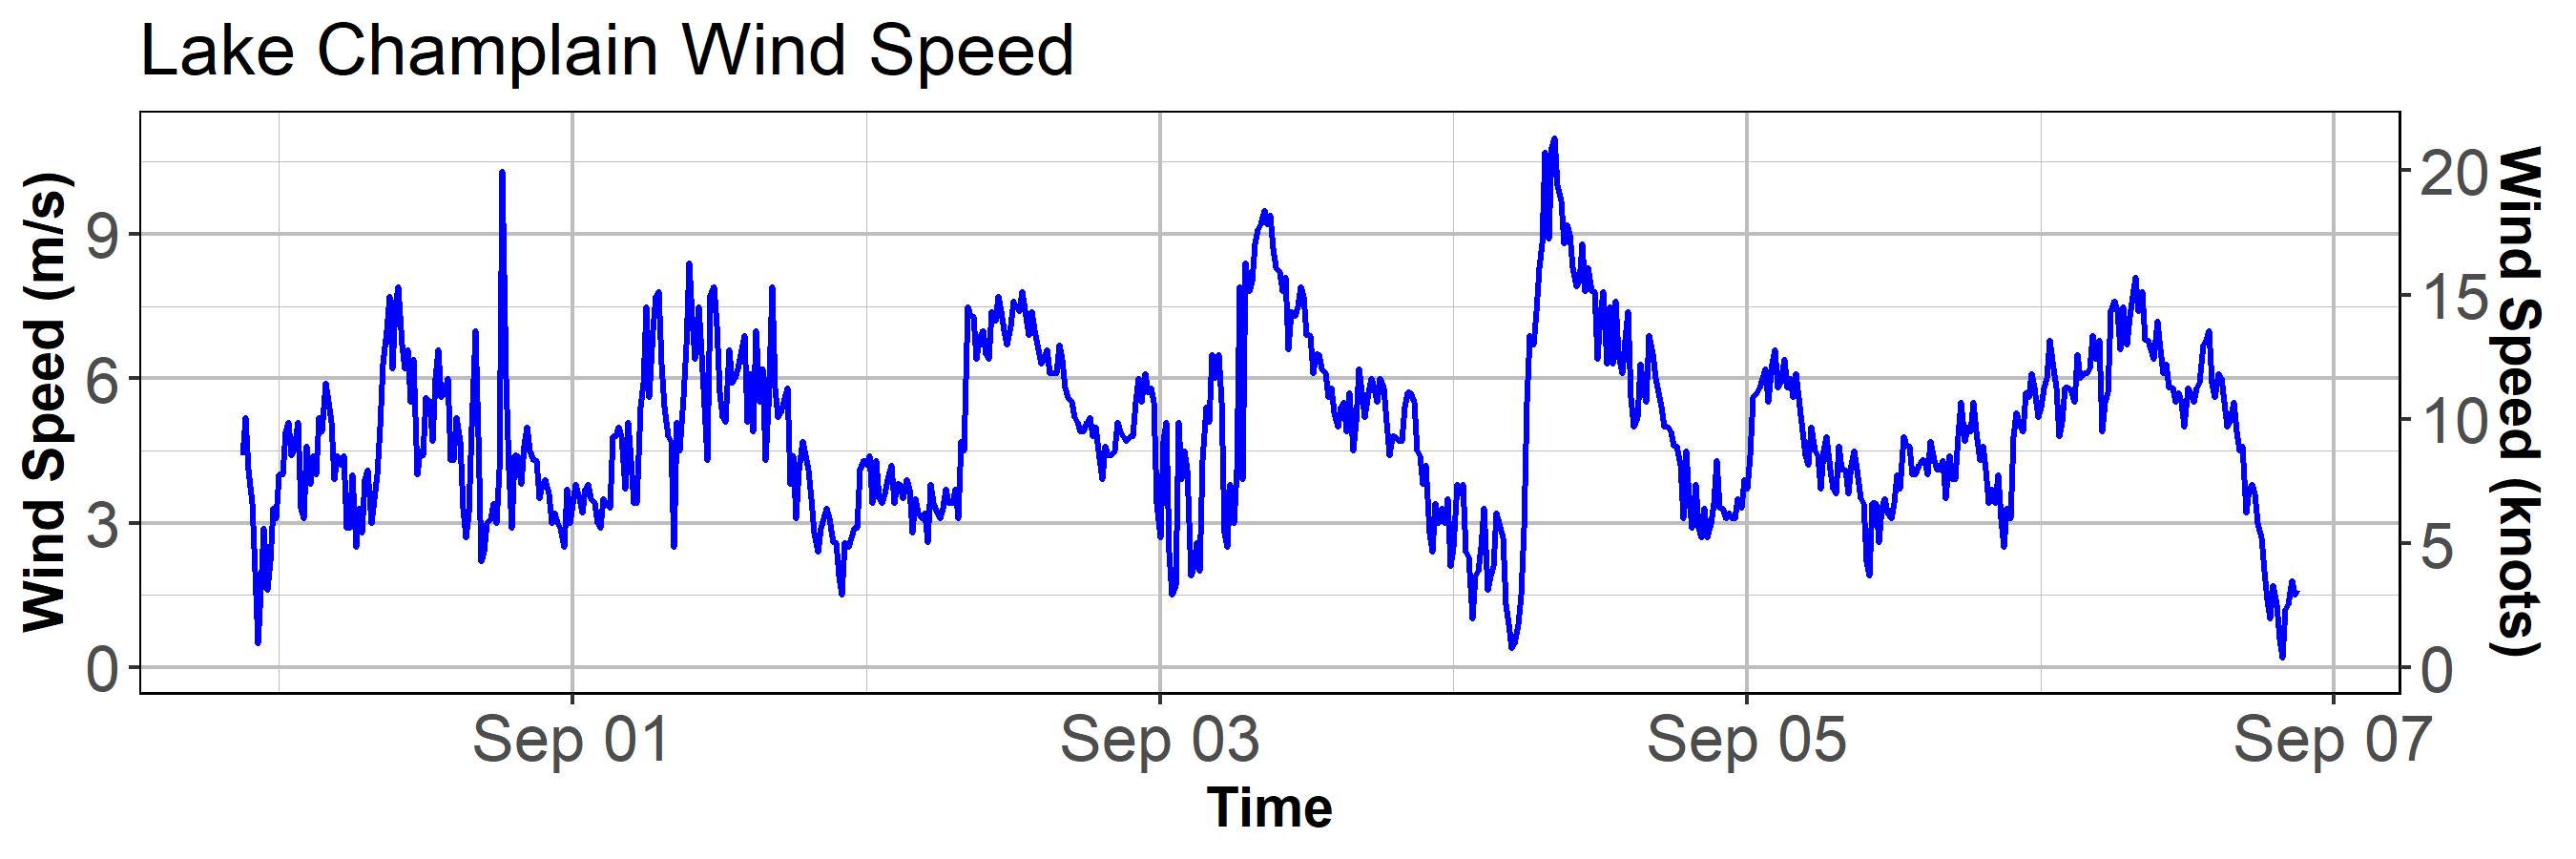 Lake Champlain Wind Speed
Wind Speed (m/s)
9
6
3
0
20
15
10
5
0
Wind Speed (knots)
Sep 01
Sep 03
Sep 05
Sep 07
Time